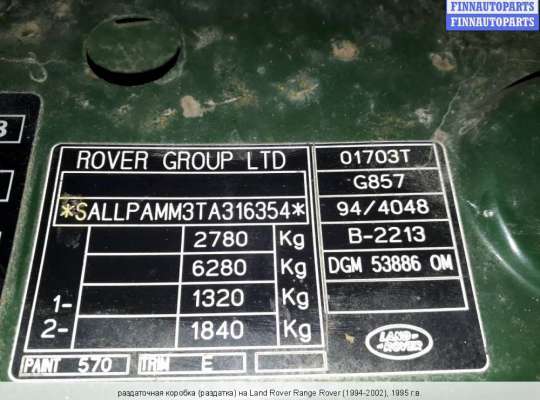 FINNAUTOPARTS
FINNAUTOPARTS
FINNAUTOPARTS
ROVER GROUP LTD
*SALLPAMM3TA316354*
2780 Kg
6280 Kg
1- 1320 Kg
2- 1840 Kg
PAINT 570 TRIM E
01703T
G857
94/4048
B-2213
DGM 53886 OM
LAND-
-ROVER
раздаточная коробка (раздатка) на Land Rover Range Rover (1994-2002), 1995 г.в.